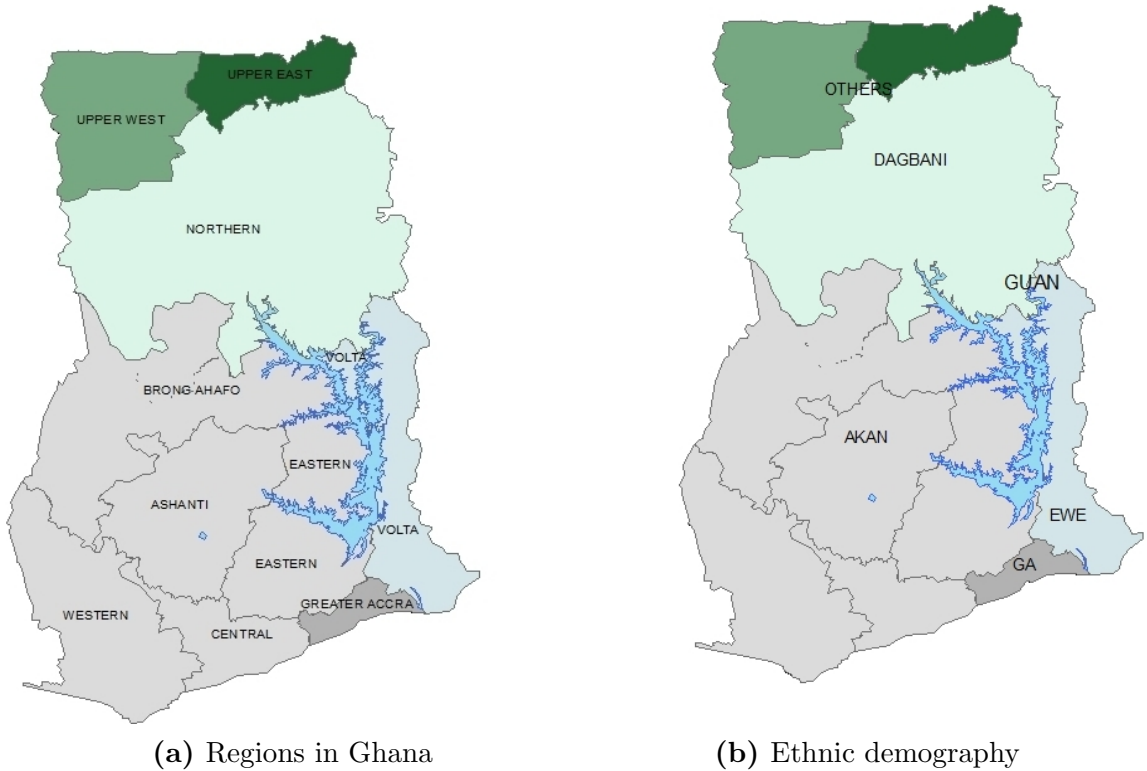 UPPER EAST
UPPER WEST
NORTHERN
VOLTA
BRONG AHAFO
EASTERN
ASHANTI
VOLTA
EASTERN
GREATER ACCRA
WESTERN
CENTRAL
(a) Regions in Ghana
OTHERS
DAGBANI
GUAN
AKAN
EWE
GA
(b) Ethnic demography